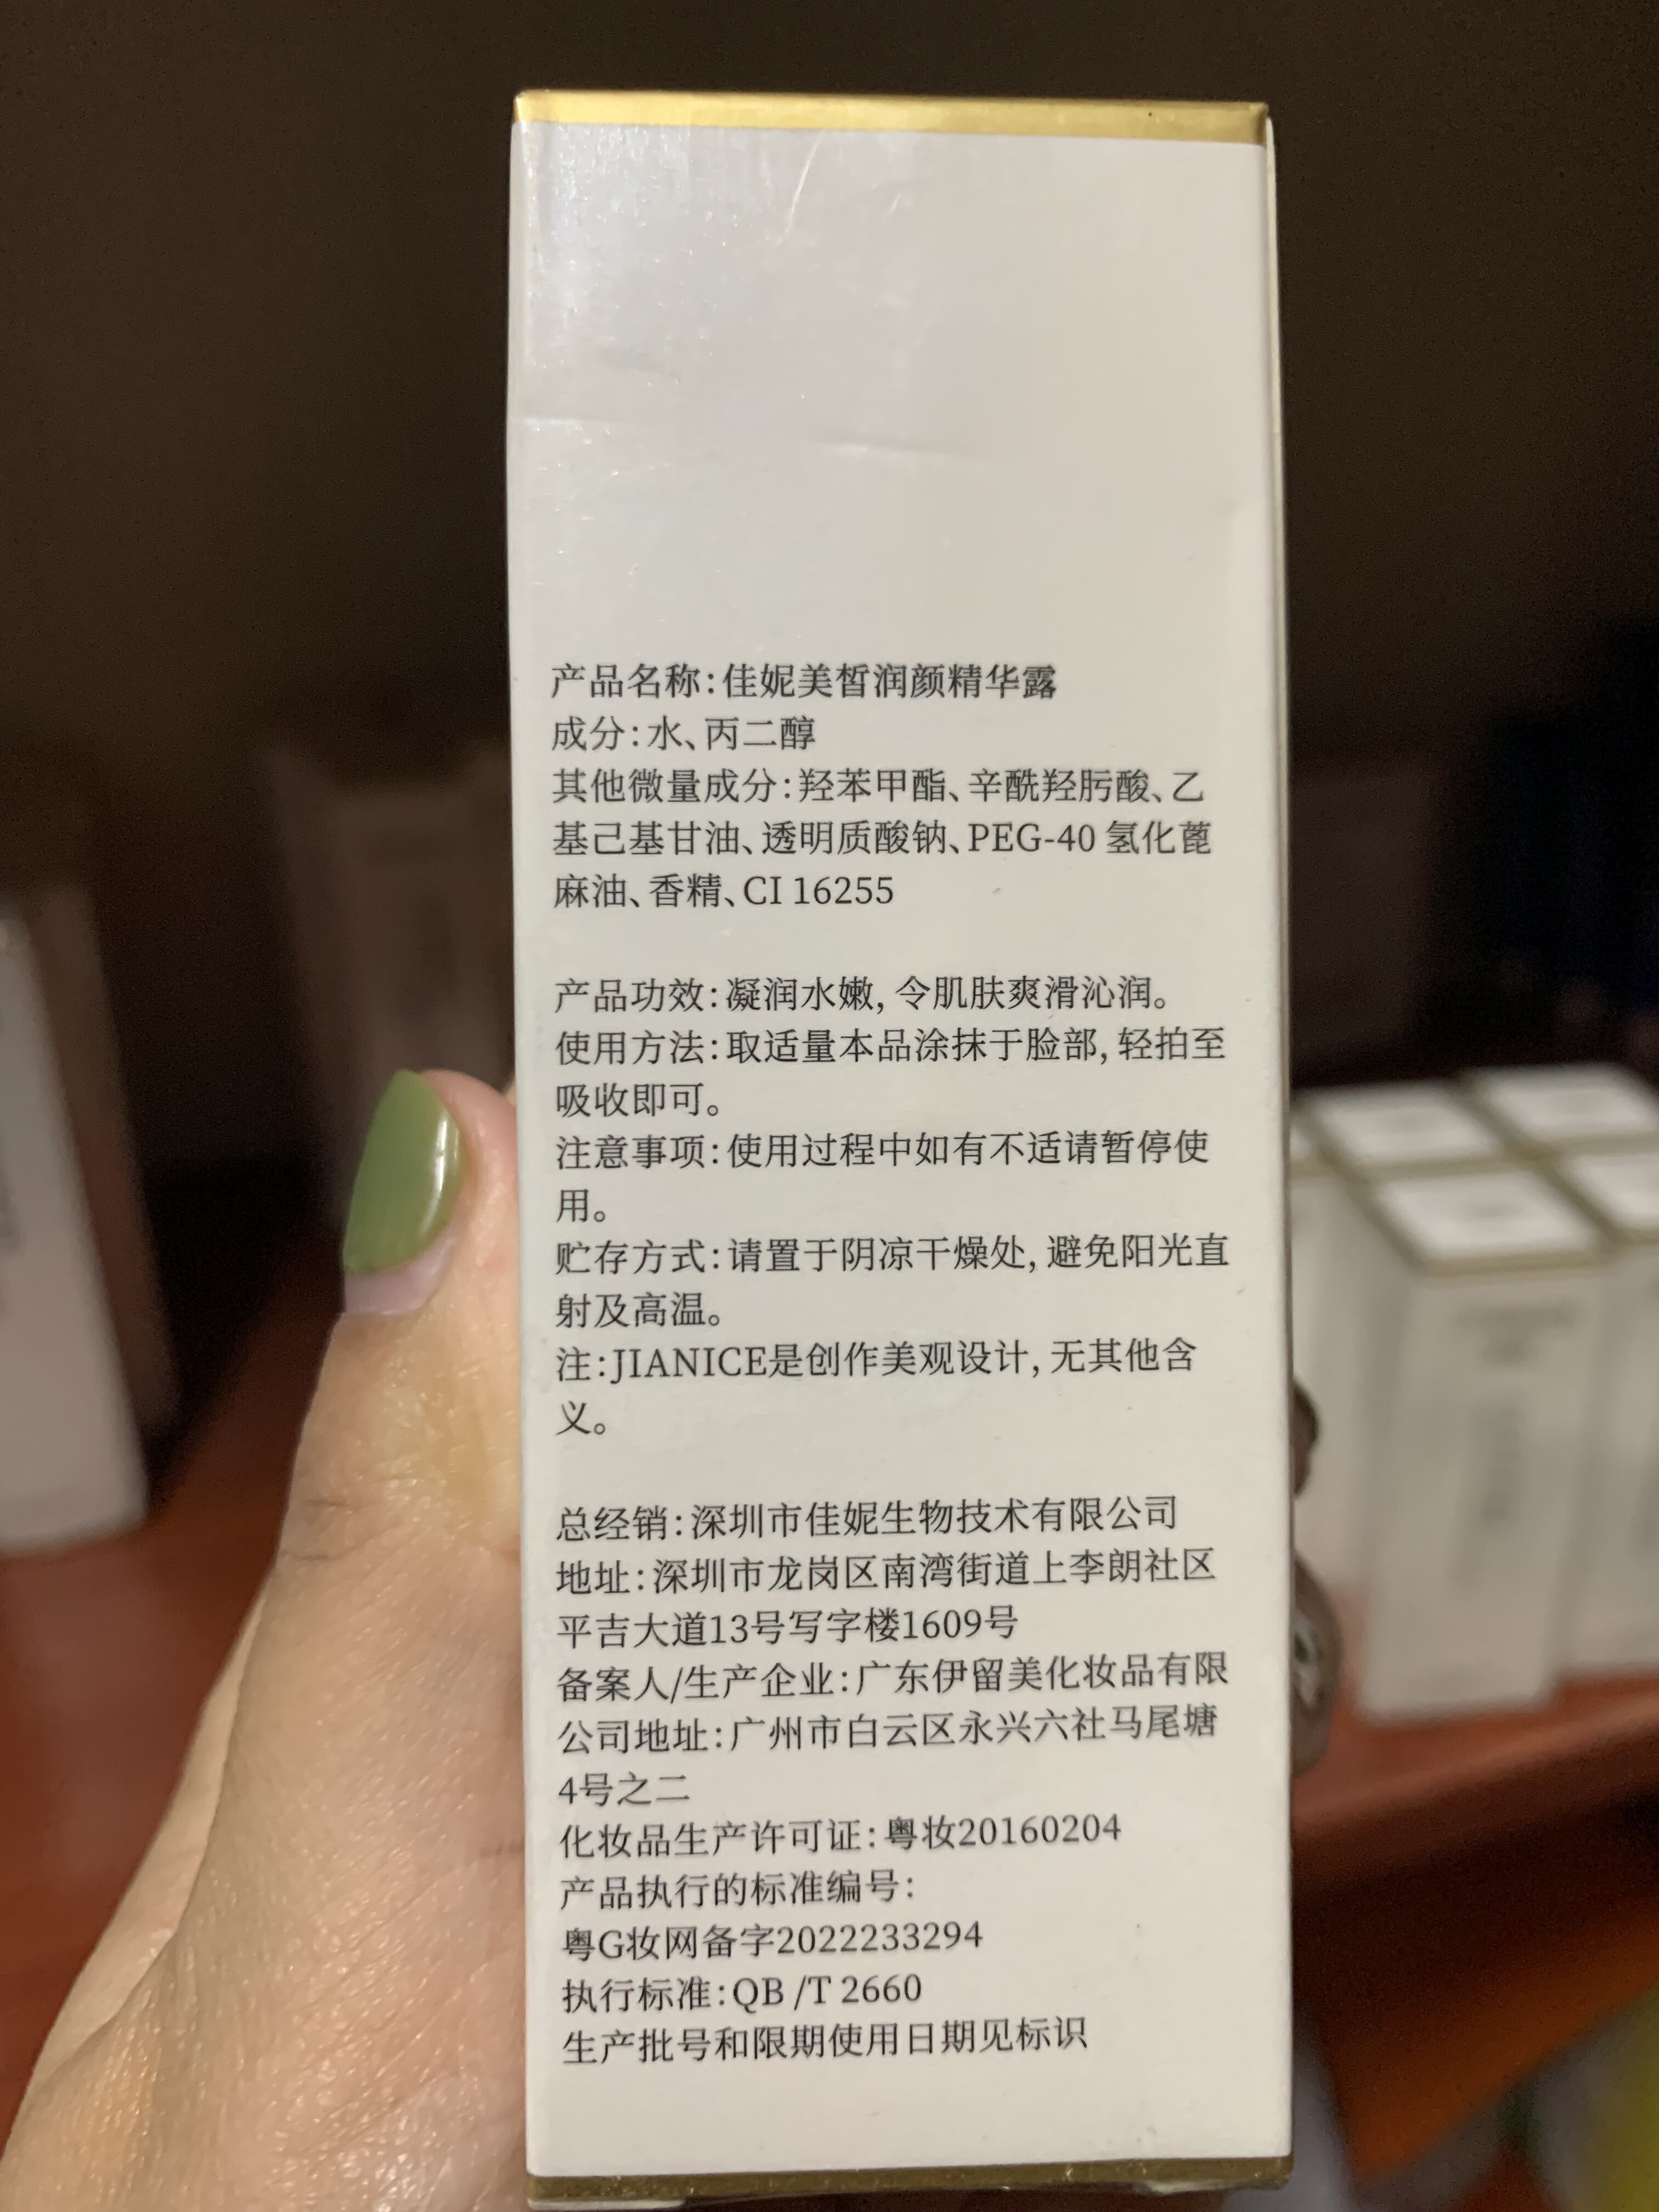 产品名称:佳妮美皙润颜精华露
成分:水、丙二醇
其他微量成分:羟苯甲酯、辛酰羟肟酸、乙
基己基甘油、透明质酸钠、PEG-40 氢化蓖
麻油、香精、CI 16255
产品功效:凝润水嫩,令肌肤爽滑沁润。
使用方法:取适量本品涂抹于脸部,轻拍至
吸收即可。
注意事项:使用过程中如有不适请暂停使
用。
贮存方式:请置于阴凉干燥处,避免阳光直
射及高温。
注:JIANICE是创作美观设计,无其他含
义。
总经销:深圳市佳妮生物技术有限公司
地址:深圳市龙岗区南湾街道上李朗社区
平吉大道13号写字楼1609号
备案人/生产企业:广东伊留美化妆品有限
公司地址:广州市白云区永兴六社马尾塘
4号之二
化妆品生产许可证:粤妆20160204
产品执行的标准编号:
粤G妆网备字2022233294
执行标准:QB /T 2660
生产批号和限期使用日期见标识